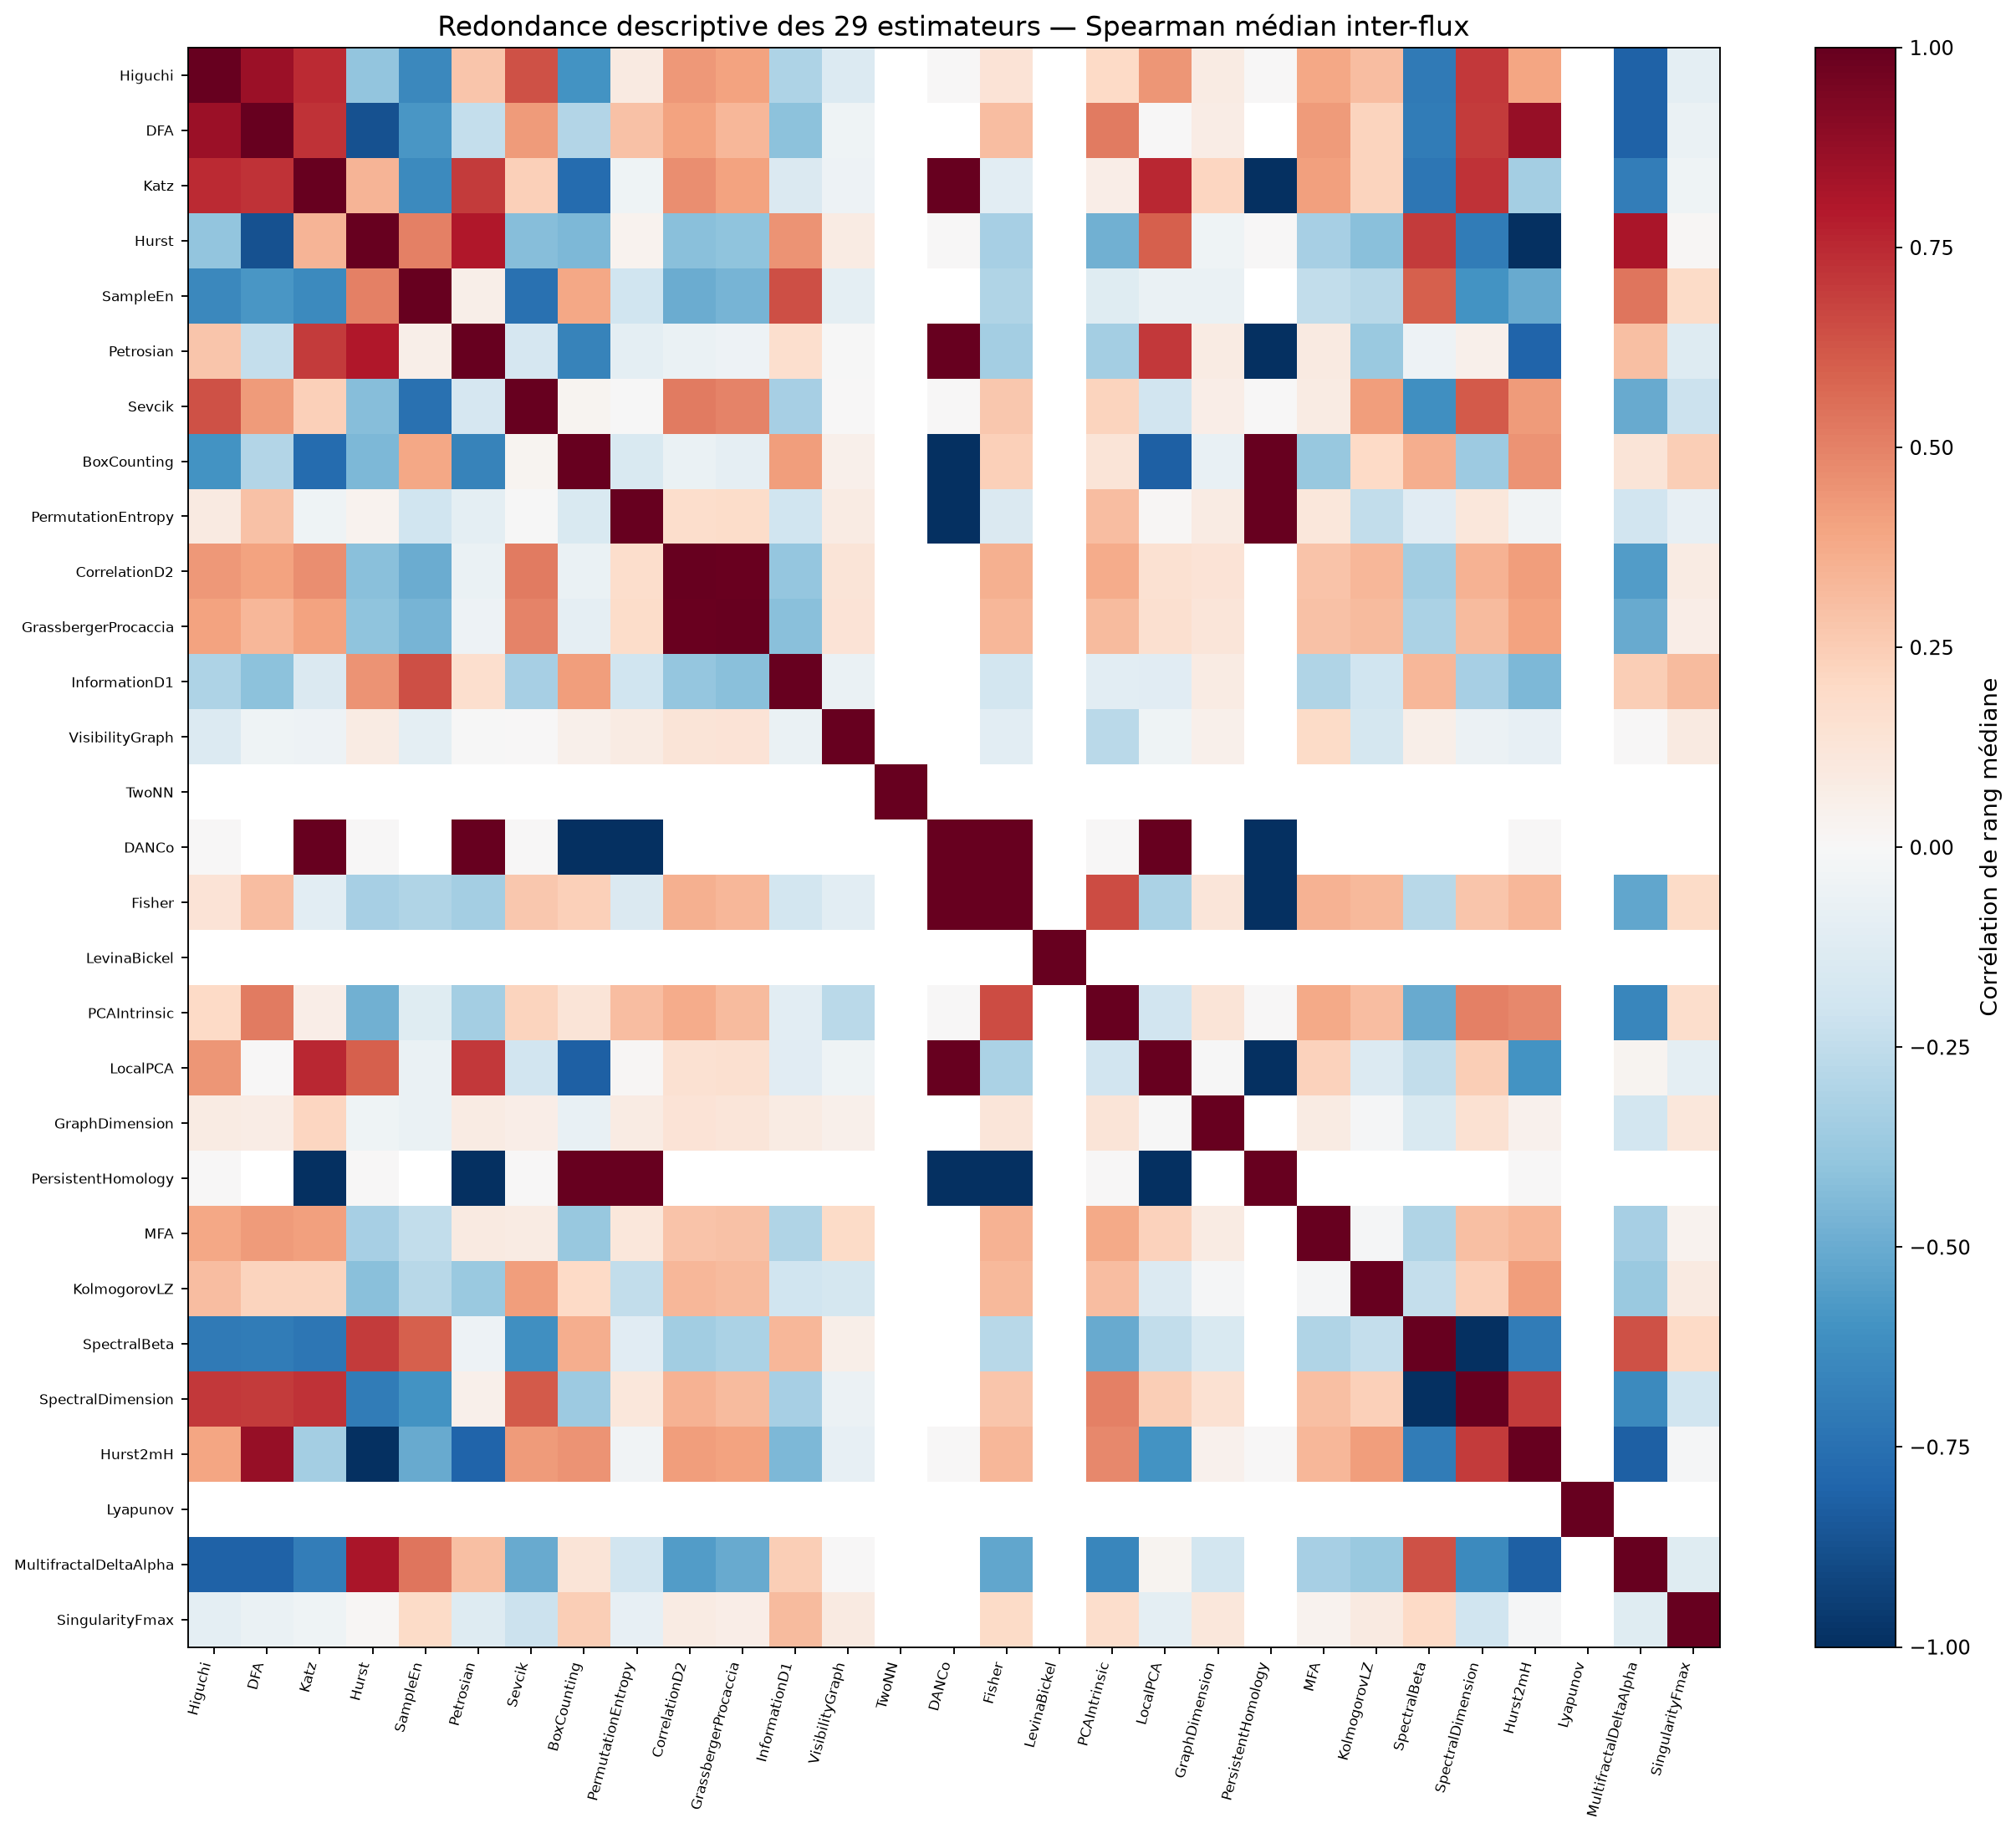 Redondance descriptive des 29 estimateurs — Spearman médian inter-flux
Higuchi
DFA
Katz
Hurst
SampleEn
Petrosian
Sevcik
BoxCounting
PermutationEntropy
CorrelationD2
GrassbergerProcaccia
InformationD1
VisibilityGraph
TwoNN
DANCo
Fisher
LevinaBickel
PCAIntrinsic
LocalPCA
GraphDimension
PersistentHomology
MFA
KolmogorovLZ
SpectralBeta
SpectralDimension
Hurst2mH
Lyapunov
MultifractalDeltaAlpha
SingularityFmax
Higuchi
DFA
Katz
Hurst
SampleEn
Petrosian
Sevcik
BoxCounting
PermutationEntropy
CorrelationD2
GrassbergerProcaccia
InformationD1
VisibilityGraph
TwoNN
DANCo
Fisher
LevinaBickel
PCAIntrinsic
LocalPCA
GraphDimension
PersistentHomology
MFA
KolmogorovLZ
SpectralBeta
SpectralDimension
Hurst2mH
Lyapunov
MultifractalDeltaAlpha
SingularityFmax
1.00
0.75
0.50
0.25
0.00
−0.25
−0.50
−0.75
−1.00
Corrélation de rang médiane